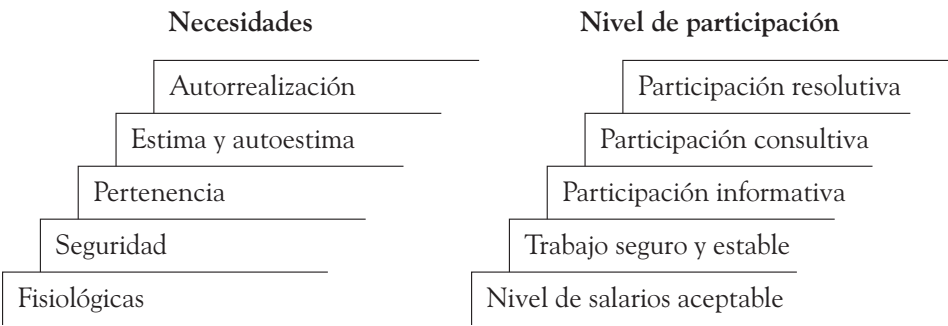 Necesidades
Autorrealización
Estima y autoestima
Pertenencia
Seguridad
Fisiológicas
Nivel de participación
Participación resolutiva
Participación consultiva
Participación informativa
Trabajo seguro y estable
Nivel de salarios aceptable